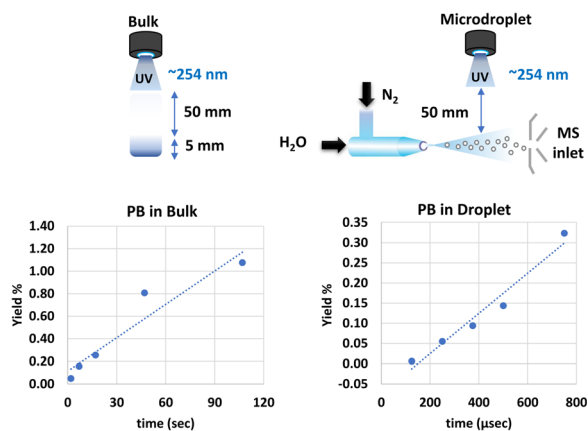 Bulk
UV
~254 nm
50 mm
5 mm
Microdroplet
UV
~254 nm
N2
50 mm
H2O
MS
inlet
PB in Bulk
Yield %
1.40
1.20
1.00
0.80
0.60
0.40
0.20
0.00
0 30 60 90 120
time (sec)
PB in Droplet
Yield %
0.35
0.30
0.25
0.20
0.15
0.10
0.05
0.00
-0.05
0 200 400 600 800
time (µsec)